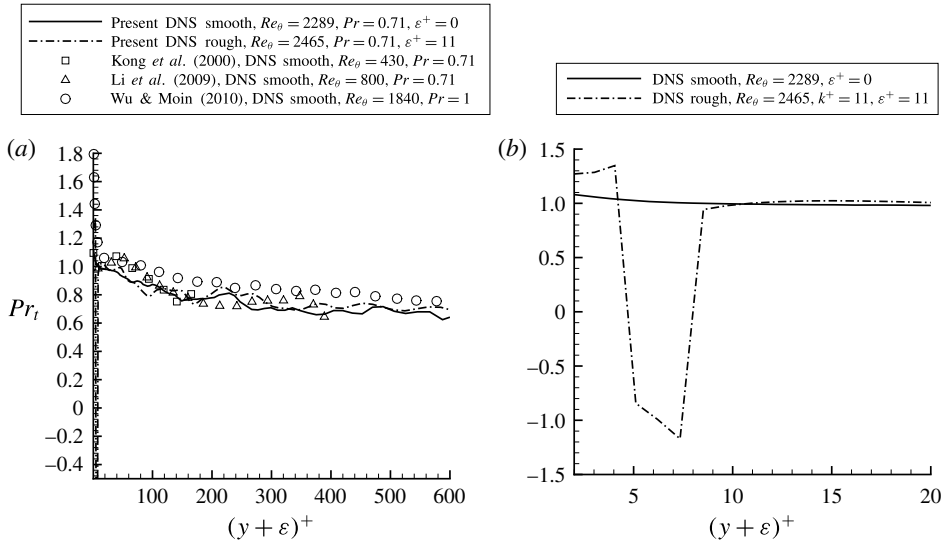 Present DNS smooth, Re_θ = 2289, Pr = 0.71, ε⁺ = 0
Present DNS rough, Re_θ = 2465, Pr = 0.71, ε⁺ = 11
Kong et al. (2000), DNS smooth, Re_θ = 430, Pr = 0.71
Li et al. (2009), DNS smooth, Re_θ = 800, Pr = 0.71
Wu & Moin (2010), DNS smooth, Re_θ = 1840, Pr = 1
DNS smooth, Re_θ = 2289, ε⁺ = 0
DNS rough, Re_θ = 2465, k⁺ = 11, ε⁺ = 11
(a)
1.8
1.6
1.4
1.2
1.0
0.8
0.6
0.4
0.2
0
−0.2
−0.4
Pr_t
100 200 300 400 500 600
(y + ε)⁺
(b)
1.5
1.0
0.5
0
−0.5
−1.0
−1.5
5 10 15 20
(y + ε)⁺